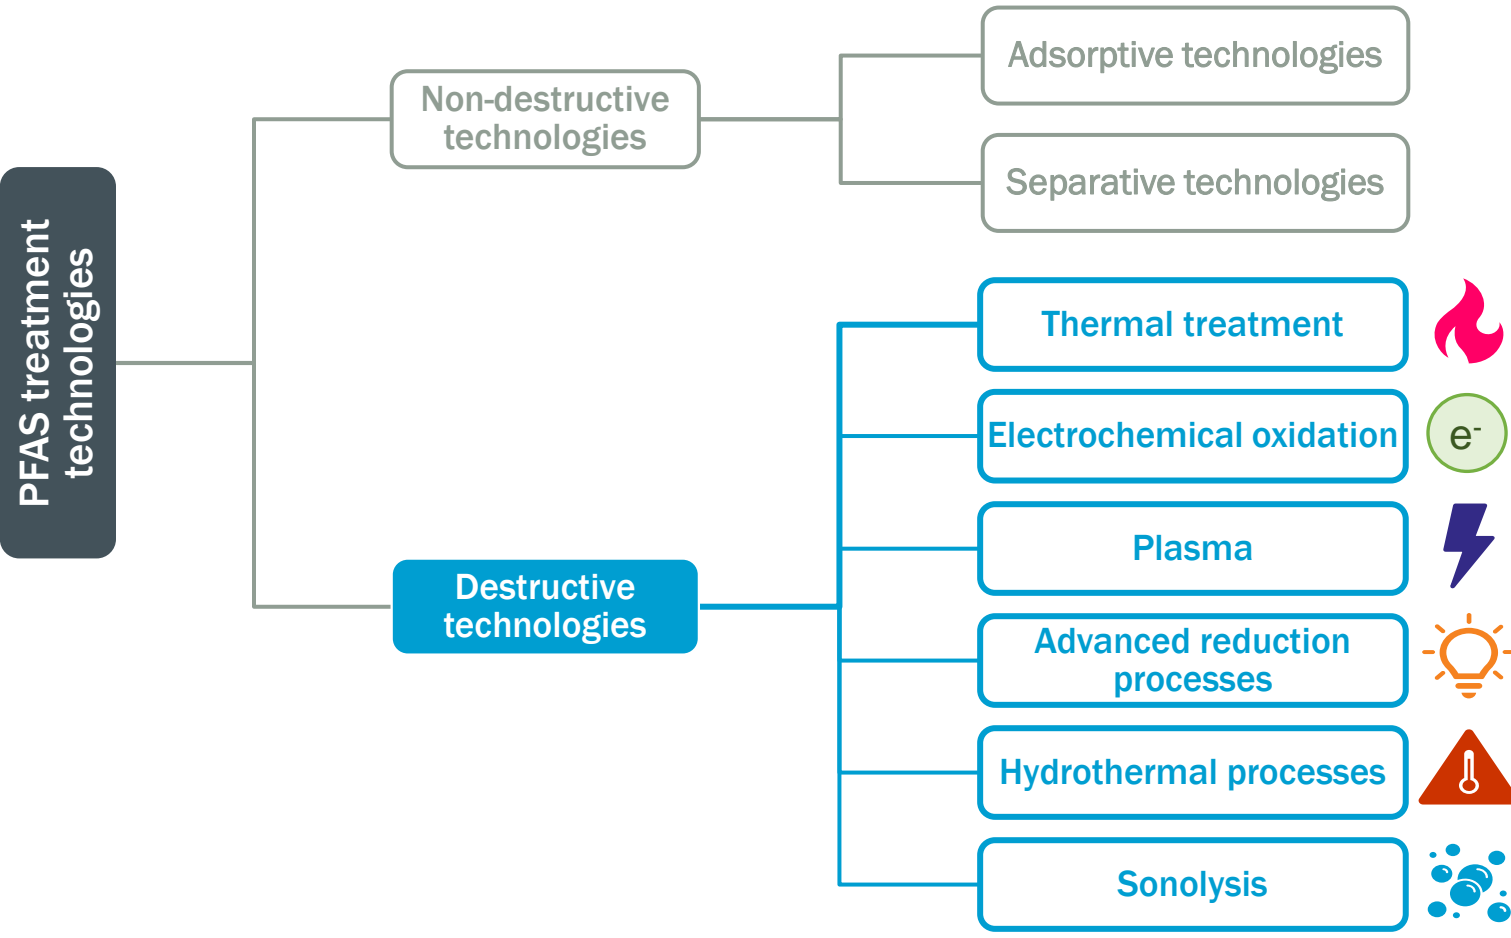 PFAS treatment
technologies
Non-destructive
technologies
Adsorptive technologies
Separative technologies
Destructive
technologies
Thermal treatment
Electrochemical oxidation
e-
Plasma
Advanced reduction
processes
Hydrothermal processes
Sonolysis